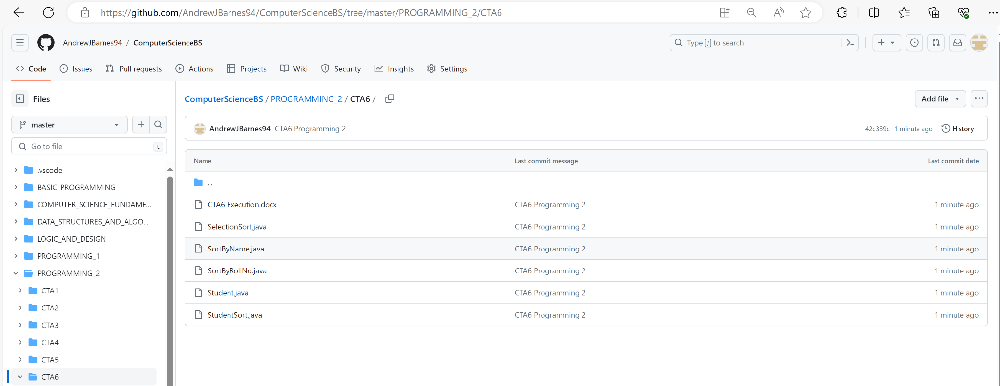 https://github.com/AndrewJBarnes94/ComputerScienceBS/tree/master/PROGRAMMING_2/CTA6
AndrewJBarnes94 / ComputerScienceBS
Type / to search
Code Issues Pull requests Actions Projects Wiki Security Insights Settings
Files
master
Go to file t
.vscode
BASIC_PROGRAMMING
COMPUTER_SCIENCE_FUNDAME...
DATA_STRUCTURES_AND_ALGO...
LOGIC_AND_DESIGN
PROGRAMMING_1
PROGRAMMING_2
CTA1
CTA2
CTA3
CTA4
CTA5
CTA6
ComputerScienceBS / PROGRAMMING_2 / CTA6 /
Add file
AndrewJBarnes94 CTA6 Programming 2
42d339c · 1 minute ago History
Name Last commit message Last commit date
..
CTA6 Execution.docx CTA6 Programming 2 1 minute ago
SelectionSort.java CTA6 Programming 2 1 minute ago
SortByName.java CTA6 Programming 2 1 minute ago
SortByRollNo.java CTA6 Programming 2 1 minute ago
Student.java CTA6 Programming 2 1 minute ago
StudentSort.java CTA6 Programming 2 1 minute ago